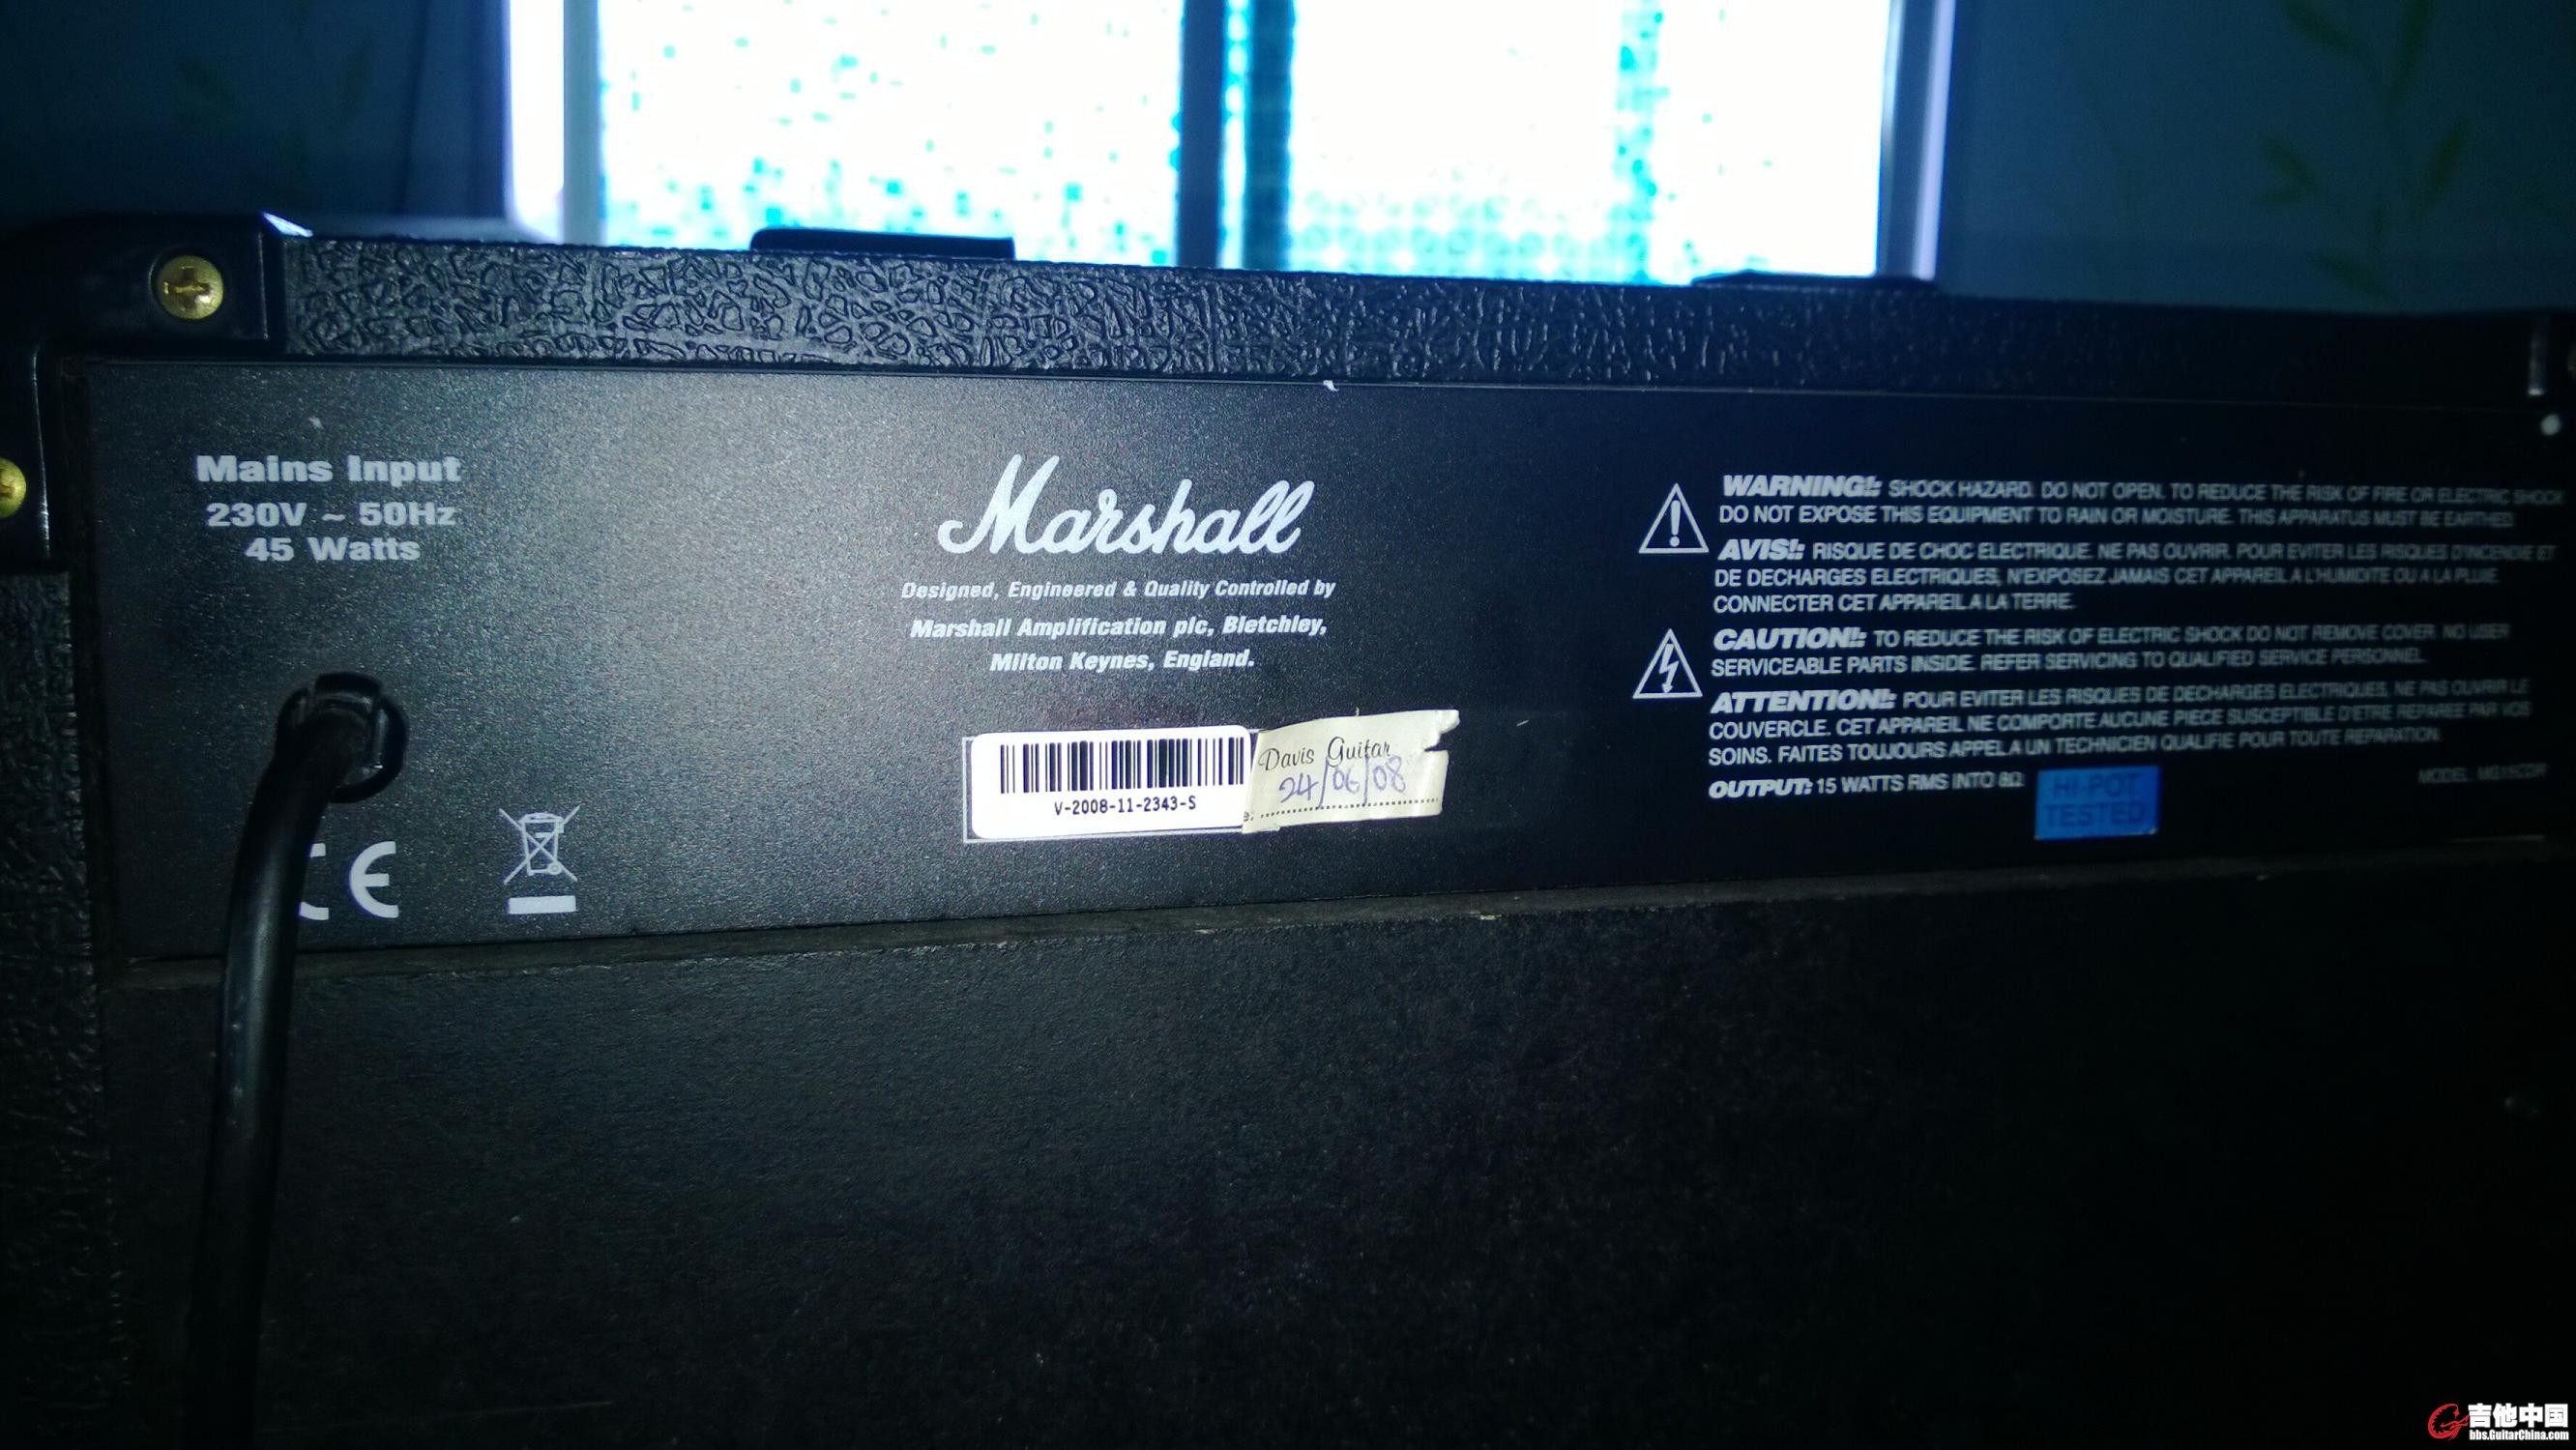 Mains Input
230V ~ 50Hz
45 Watts
Marshall
Designed, Engineered & Quality Controlled by
Marshall Amplification plc, Bletchley,
Milton Keynes, England.
V-2008-11-2343-S
Davis Guitar
24/06/08
CE
WARNING!: SHOCK HAZARD. DO NOT OPEN. TO REDUCE THE RISK OF FIRE OR ELECTRIC SHOCK
DO NOT EXPOSE THIS EQUIPMENT TO RAIN OR MOISTURE. THIS APPARATUS MUST BE EARTHED.
AVIS!: RISQUE DE CHOC ELECTRIQUE. NE PAS OUVRIR. POUR EVITER LES RISQUES D'INCENDIE ET
DE DECHARGES ELECTRIQUES, N'EXPOSEZ JAMAIS CET APPAREIL A L'HUMIDITE OU A LA PLUIE.
CONNECTER CET APPAREIL A LA TERRE.
CAUTION!: TO REDUCE THE RISK OF ELECTRIC SHOCK DO NOT REMOVE COVER. NO USER
SERVICEABLE PARTS INSIDE. REFER SERVICING TO QUALIFIED SERVICE PERSONNEL.
ATTENTION!: POUR EVITER LES RISQUES DE DECHARGES ELECTRIQUES, NE PAS OUVRIR LE
COUVERCLE. CET APPAREIL NE COMPORTE AUCUNE PIECE SUSCEPTIBLE D'ETRE REPAREE PAR VOS
SOINS. FAITES TOUJOURS APPEL A UN TECHNICIEN QUALIFIE POUR TOUTE REPARATION.
OUTPUT: 15 WATTS RMS INTO 8Ω
HI-POT
TESTED
MODEL: MG15CDR
吉他中国
bbs.GuitarChina.com